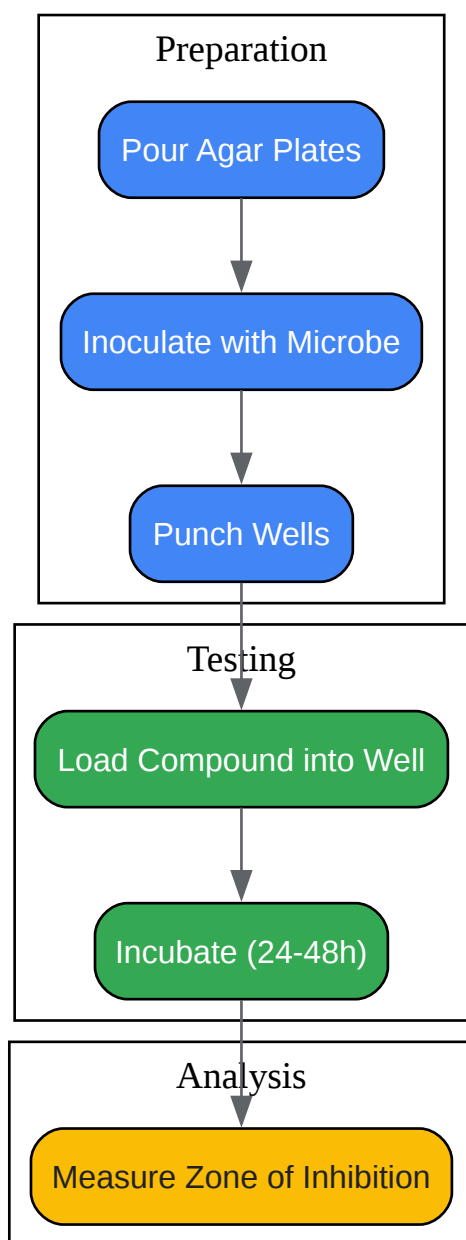 Preparation
Pour Agar Plates
Inoculate with Microbe
Punch Wells
Testing
Load Compound into Well
Incubate (24-48h)
Analysis
Measure Zone of Inhibition